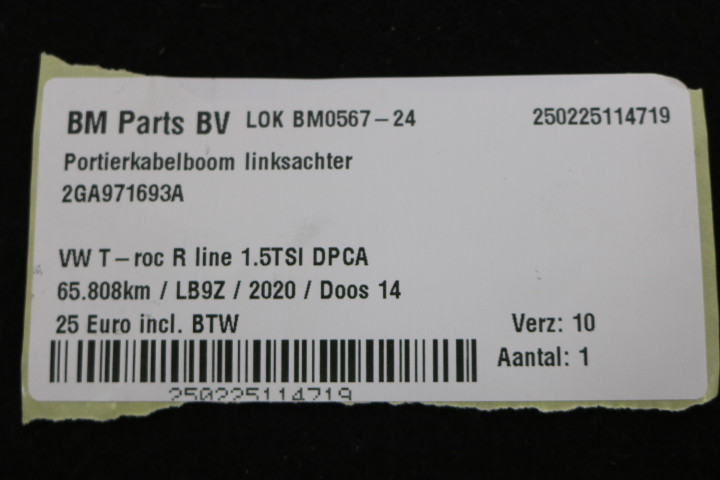 BM Parts BV LOK BM0567-24 250225114719
Portierkabelboom linksachter
2GA971693A
VW T-roc R line 1.5TSI DPCA
65.808km / LB9Z / 2020 / Doos 14
25 Euro incl. BTW Verz: 10
Aantal: 1
250225114719